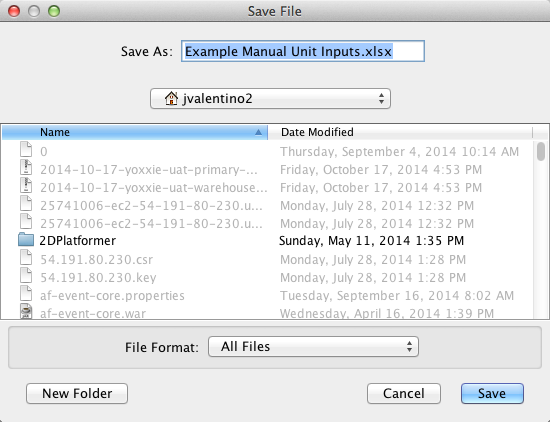 Save File
Save As: Example Manual Unit Inputs.xlsx
jvalentino2
Name Date Modified
0 Thursday, September 4, 2014 10:14 AM
2014-10-17-yoxxie-uat-primary-... Friday, October 17, 2014 4:53 PM
2014-10-17-yoxxie-uat-warehouse... Friday, October 17, 2014 4:53 PM
25741006-ec2-54-191-80-230.u... Monday, July 28, 2014 12:32 PM
25741006-ec2-54-191-80-230.u... Monday, July 28, 2014 12:32 PM
2DPlatformer Sunday, May 11, 2014 1:35 PM
54.191.80.230.csr Monday, July 28, 2014 1:28 PM
54.191.80.230.key Monday, July 28, 2014 1:28 PM
af-event-core.properties Tuesday, September 16, 2014 8:02 AM
af-event-core.war Wednesday, April 16, 2014 1:39 PM
File Format: All Files
New Folder Cancel Save